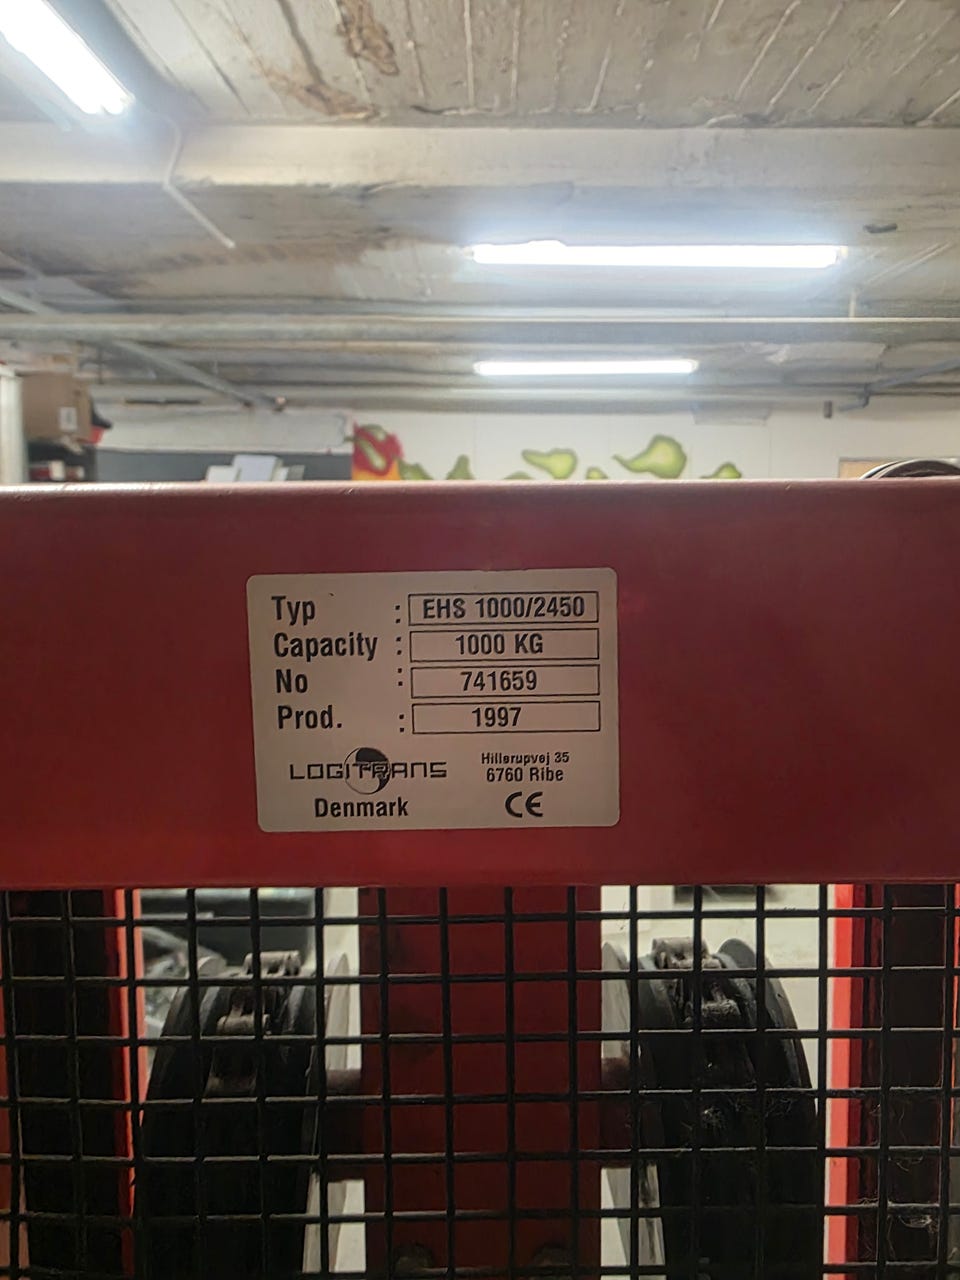 Typ : EHS 1000/2450
Capacity : 1000 KG
No : 741659
Prod. : 1997
LOGITRANS
Denmark
Hillerupvej 35
6760 Ribe
CE